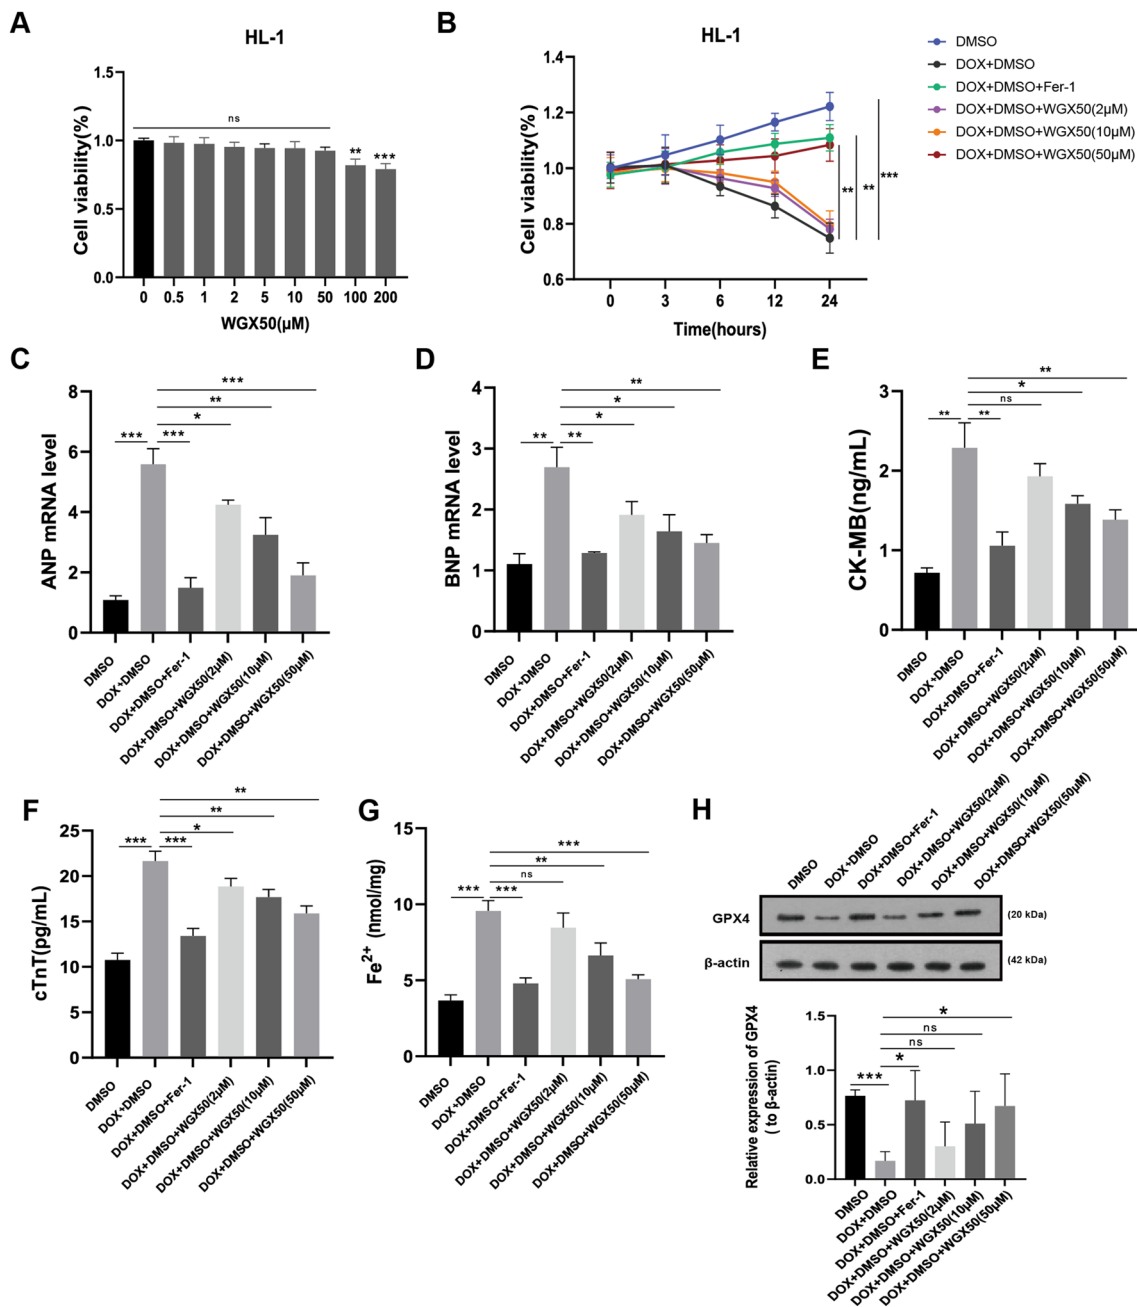 A
HL-1
Cell viability(%)
1.5
1.0
0.5
0.0
ns
**
***
0 0.5 1 2 5 10 50 100 200
WGX50(μM)
B
HL-1
Cell viability(%)
1.4
1.2
1.0
0.8
0.6
** ** ***
0 3 6 12 24
Time(hours)
DMSO
DOX+DMSO
DOX+DMSO+Fer-1
DOX+DMSO+WGX50(2μM)
DOX+DMSO+WGX50(10μM)
DOX+DMSO+WGX50(50μM)
C
ANP mRNA level
8
6
4
2
0
***
**
*
*** ***
DMSO
DOX+DMSO
DOX+DMSO+Fer-1
DOX+DMSO+WGX50(2μM)
DOX+DMSO+WGX50(10μM)
DOX+DMSO+WGX50(50μM)
D
BNP mRNA level
4
3
2
1
0
**
*
*
** **
DMSO
DOX+DMSO
DOX+DMSO+Fer-1
DOX+DMSO+WGX50(2μM)
DOX+DMSO+WGX50(10μM)
DOX+DMSO+WGX50(50μM)
E
CK-MB(ng/mL)
3
2
1
0
**
*
ns
** **
DMSO
DOX+DMSO
DOX+DMSO+Fer-1
DOX+DMSO+WGX50(2μM)
DOX+DMSO+WGX50(10μM)
DOX+DMSO+WGX50(50μM)
F
cTnT(pg/mL)
25
20
15
10
5
0
**
**
*
*** ***
DMSO
DOX+DMSO
DOX+DMSO+Fer-1
DOX+DMSO+WGX50(2μM)
DOX+DMSO+WGX50(10μM)
DOX+DMSO+WGX50(50μM)
G
Fe2+ (nmol/mg)
15
10
5
0
***
**
ns
*** ***
DMSO
DOX+DMSO
DOX+DMSO+Fer-1
DOX+DMSO+WGX50(2μM)
DOX+DMSO+WGX50(10μM)
DOX+DMSO+WGX50(50μM)
H
DMSO
DOX+DMSO
DOX+DMSO+Fer-1
DOX+DMSO+WGX50(2μM)
DOX+DMSO+WGX50(10μM)
DOX+DMSO+WGX50(50μM)
GPX4 (20 kDa)
β-actin (42 kDa)
Relative expression of GPX4
( to β-actin)
1.5
1.0
0.5
0.0
*
ns
ns
*
***
DMSO
DOX+DMSO
DOX+DMSO+Fer-1
DOX+DMSO+WGX50(2μM)
DOX+DMSO+WGX50(10μM)
DOX+DMSO+WGX50(50μM)